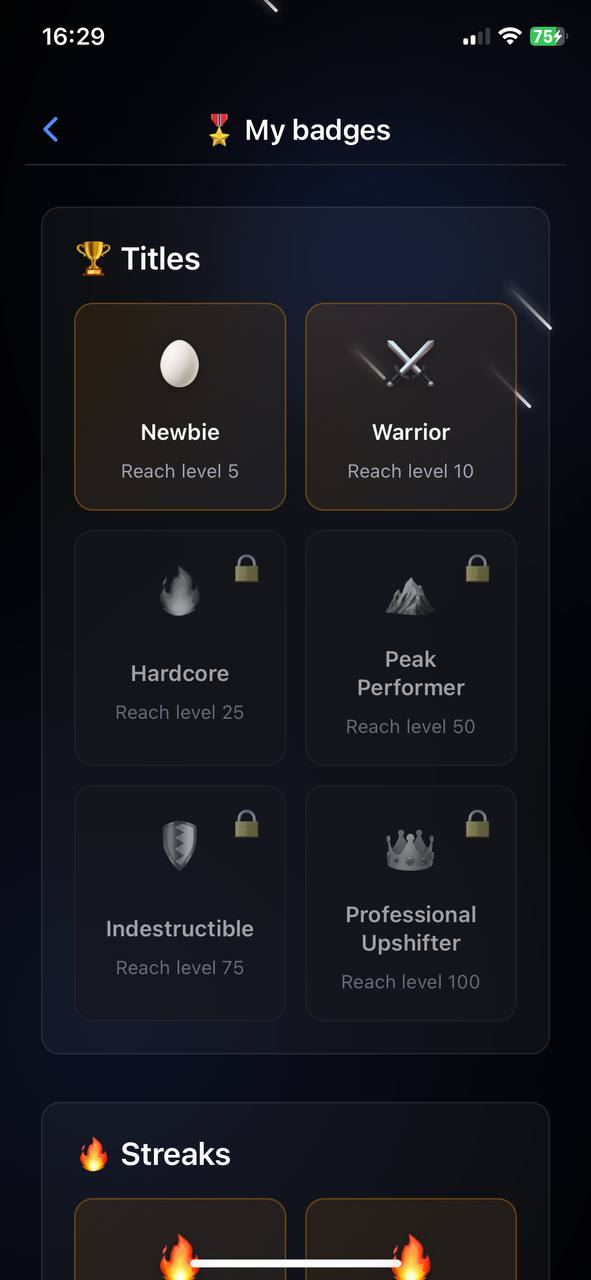 16:29
75
My badges
Titles
Newbie
Warrior
Reach level 5
Reach level 10
Hardcore
Reach level 25
Peak
Performer
Reach level 50
Indestructible
Reach level 75
Professional
Upshifter
Reach level 100
Streaks